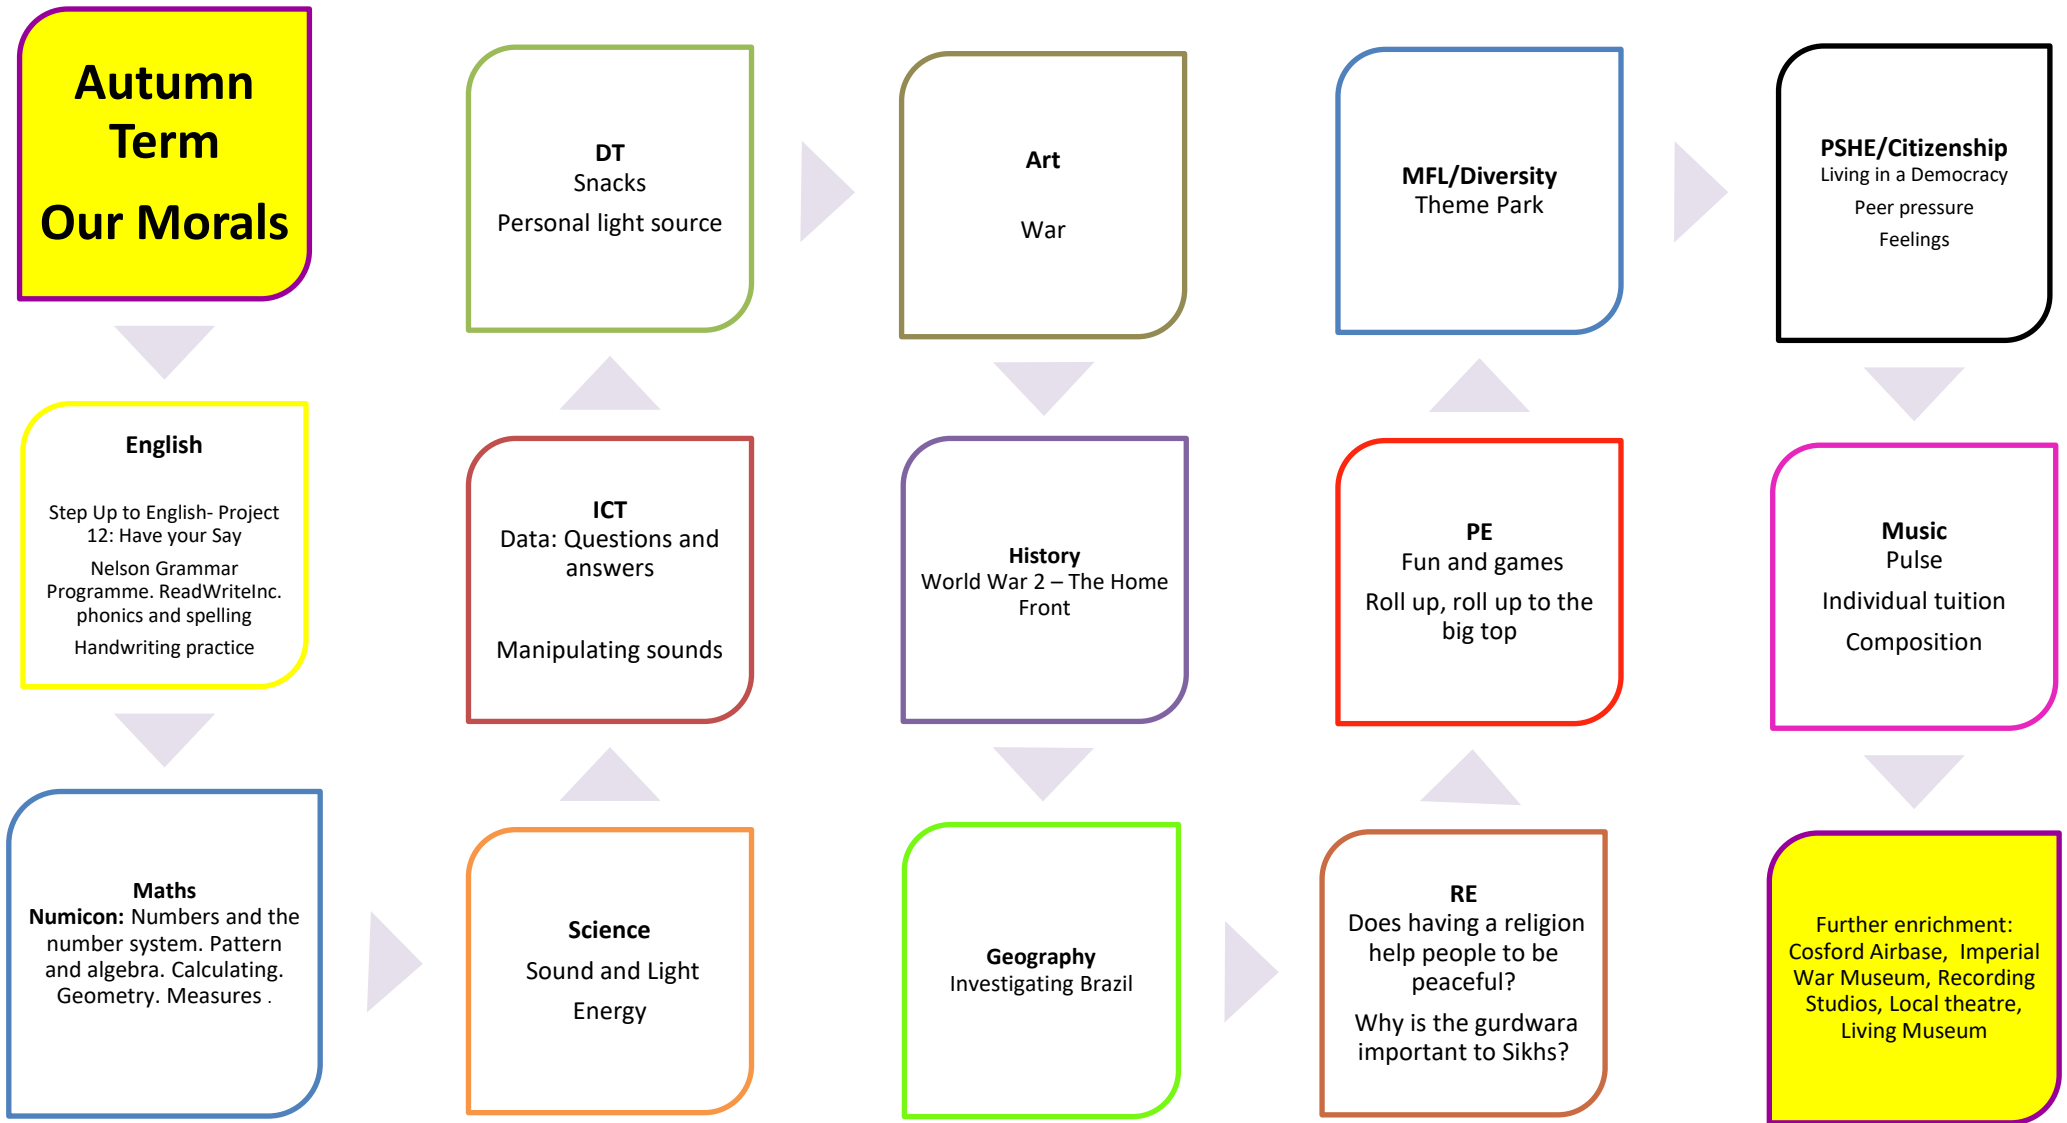 Autumn
Term
Our Morals
English
Step Up to English- Project
12: Have your Say
Nelson Grammar
Programme. ReadWriteInc.
phonics and spelling
Handwriting practice
Maths
Numicon: Numbers and the
number system. Pattern
and algebra. Calculating.
Geometry. Measures .
Science
Sound and Light
Energy
ICT
Data: Questions and
answers
Manipulating sounds
DT
Snacks
Personal light source
Art
War
History
World War 2 – The Home
Front
Geography
Investigating Brazil
RE
Does having a religion
help people to be
peaceful?
Why is the gurdwara
important to Sikhs?
PE
Fun and games
Roll up, roll up to the
big top
MFL/Diversity
Theme Park
PSHE/Citizenship
Living in a Democracy
Peer pressure
Feelings
Music
Pulse
Individual tuition
Composition
Further enrichment:
Cosford Airbase,  Imperial
War Museum, Recording
Studios, Local theatre,
Living Museum